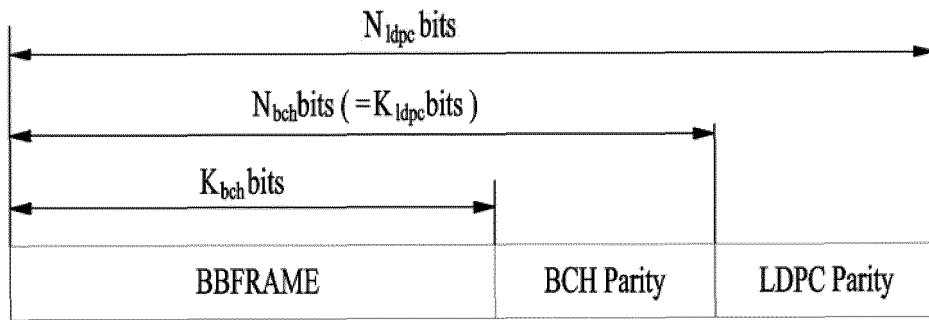 N_ldpc bits
N_bch bits ( =K_ldpc bits )
K_bch bits
BBFRAME BCH Parity LDPC Parity